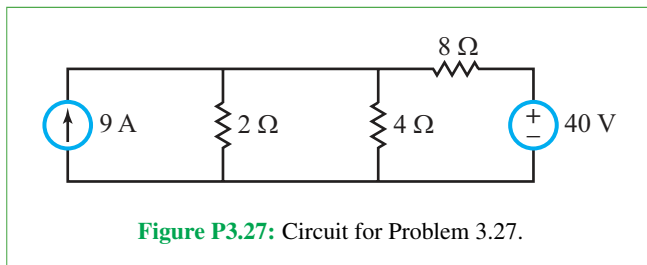 8 Ω
9 A
2 Ω
4 Ω
+
−
40 V
Figure P3.27: Circuit for Problem 3.27.